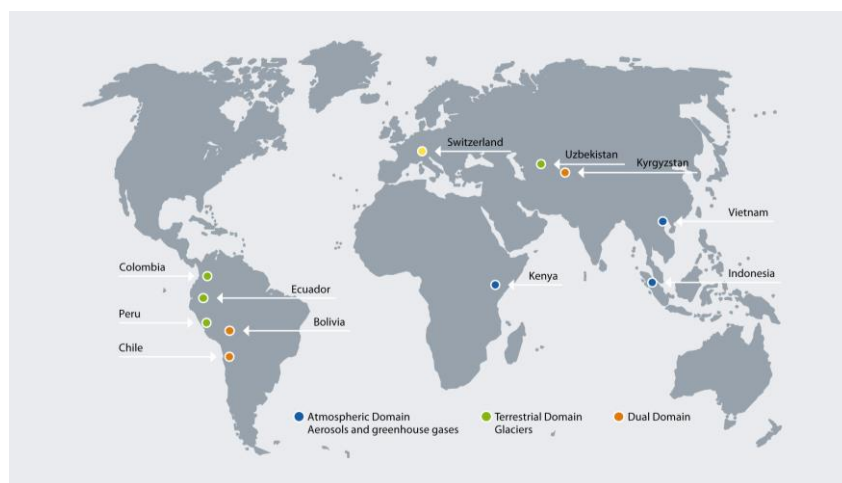 Switzerland
Uzbekistan
Kyrgyzstan
Vietnam
Colombia
Indonesia
Kenya
Ecuador
Peru
Bolivia
Chile
Atmospheric Domain
Aerosols and greenhouse gases
Terrestrial Domain
Glaciers
Dual Domain